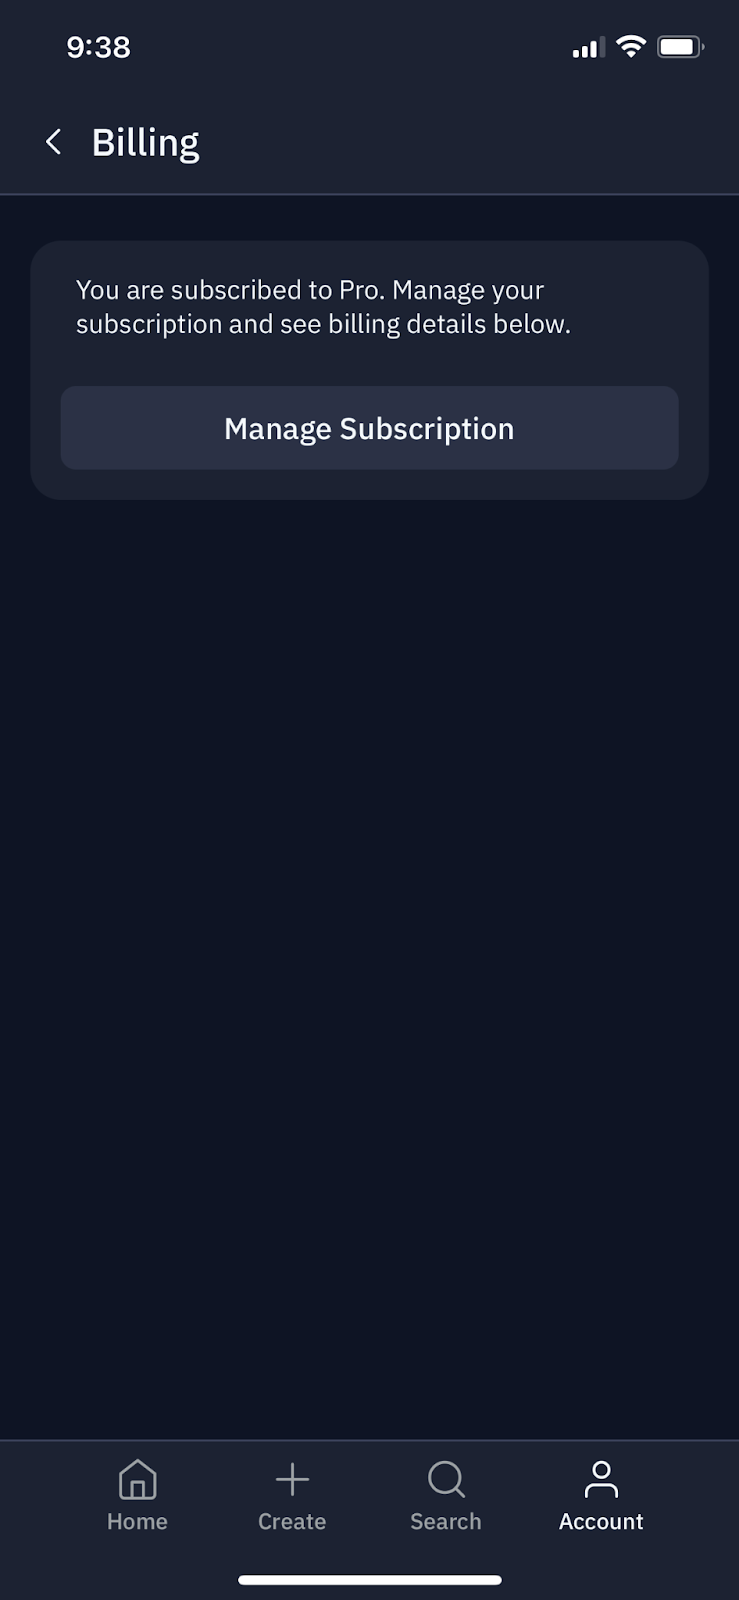 9:38
Billing
You are subscribed to Pro. Manage your
subscription and see billing details below.
Manage Subscription
Home
Create
Search
Account